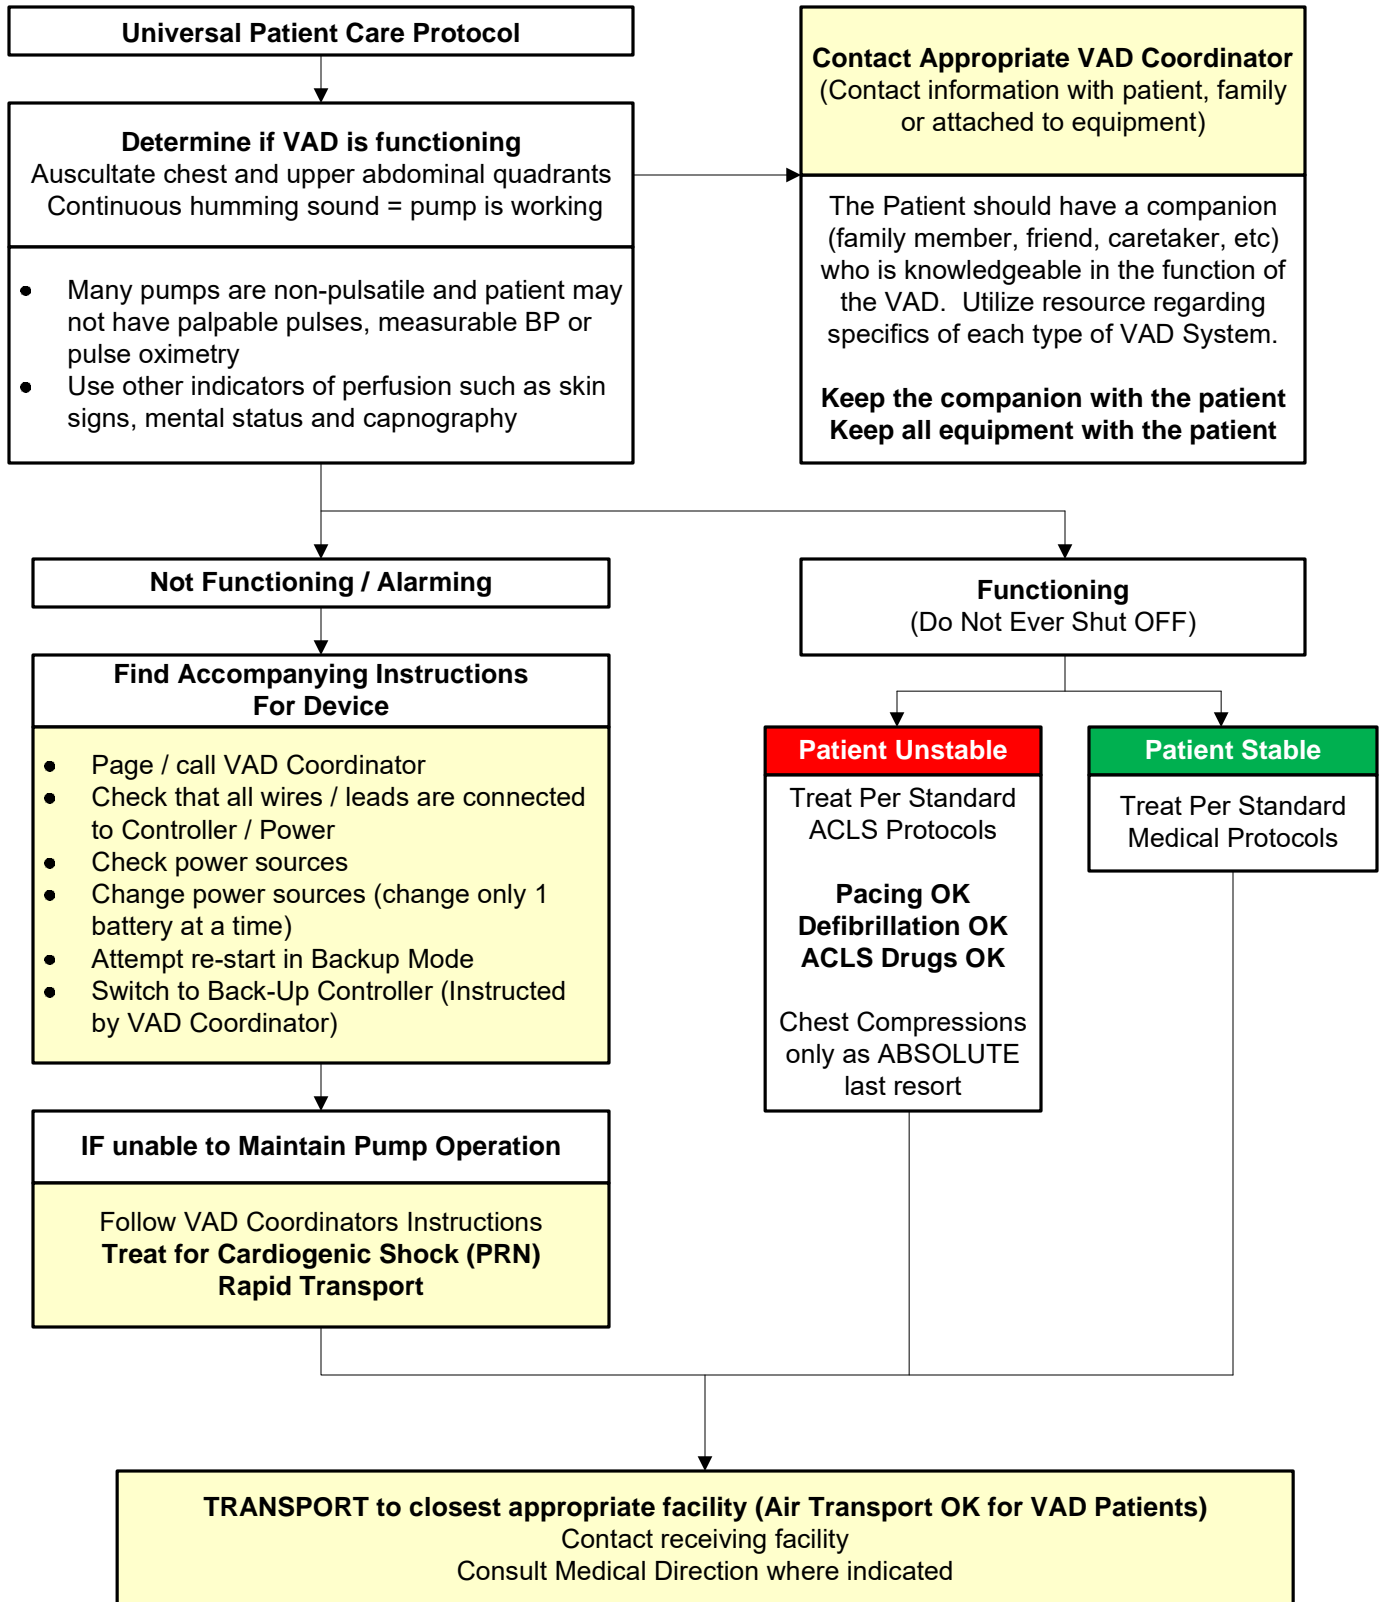 Universal Patient Care Protocol
Contact Appropriate VAD Coordinator
(Contact information with patient, family
or attached to equipment)
Determine if VAD is functioning
Auscultate chest and upper abdominal quadrants
Continuous humming sound = pump is working
• Many pumps are non-pulsatile and patient may
not have palpable pulses, measurable BP or
pulse oximetry
• Use other indicators of perfusion such as skin
signs, mental status and capnography
The Patient should have a companion
(family member, friend, caretaker, etc)
who is knowledgeable in the function of
the VAD.  Utilize resource regarding
specifics of each type of VAD System.
Keep the companion with the patient
Keep all equipment with the patient
Not Functioning / Alarming
Find Accompanying Instructions
For Device
• Page / call VAD Coordinator
• Check that all wires / leads are connected
to Controller / Power
• Check power sources
• Change power sources (change only 1
battery at a time)
• Attempt re-start in Backup Mode
• Switch to Back-Up Controller (Instructed
by VAD Coordinator)
IF unable to Maintain Pump Operation
Follow VAD Coordinators Instructions
Treat for Cardiogenic Shock (PRN)
Rapid Transport
Functioning
(Do Not Ever Shut OFF)
Patient Unstable
Treat Per Standard
ACLS Protocols
Pacing OK
Defibrillation OK
ACLS Drugs OK
Chest Compressions
only as ABSOLUTE
last resort
Patient Stable
Treat Per Standard
Medical Protocols
TRANSPORT to closest appropriate facility (Air Transport OK for VAD Patients)
Contact receiving facility
Consult Medical Direction where indicated